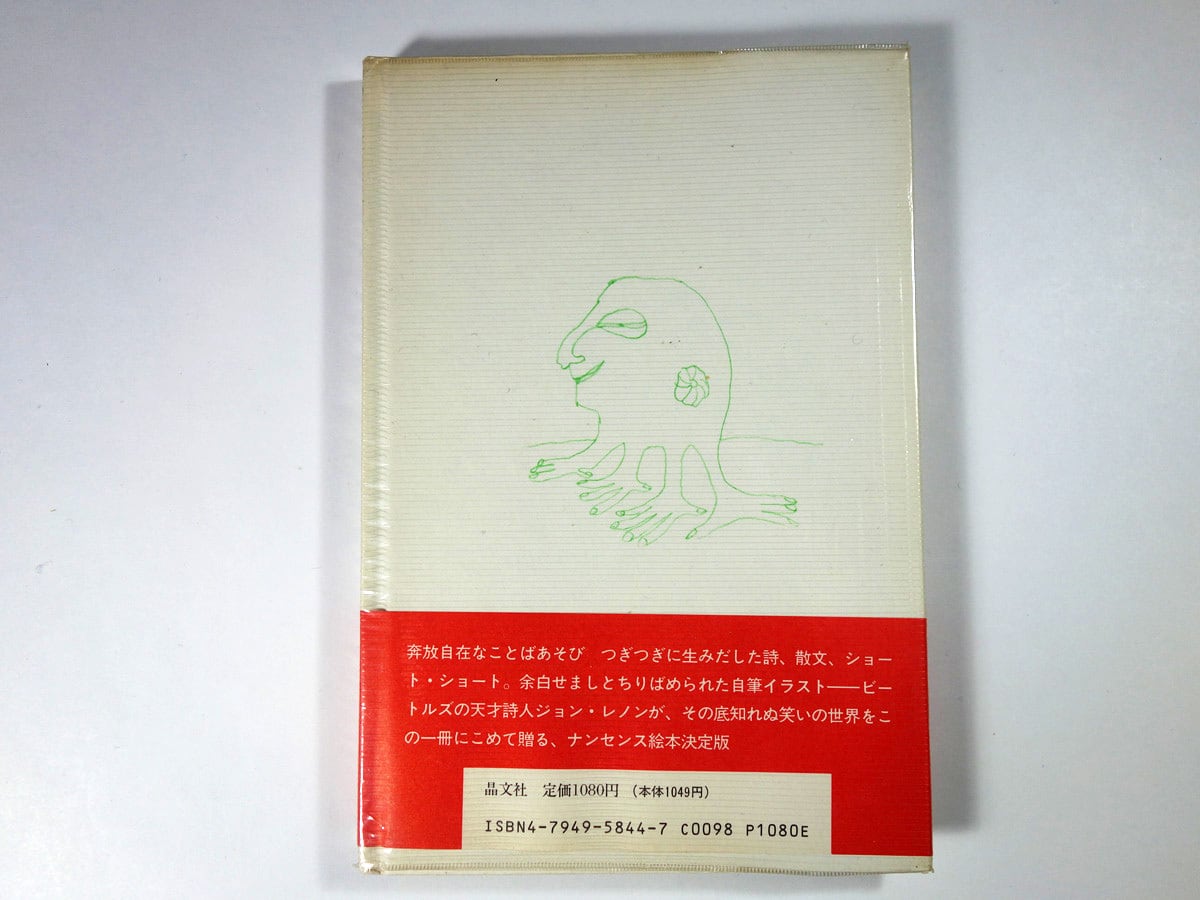 奔放自在なことばあそび　つぎつぎに生みだした詩、散文、ショー
ト・ショート。余白せましとちりばめられた自筆イラスト――ビー
トルズの天才詩人ジョン・レノンが、その底知れぬ笑いの世界をこ
の一冊にこめて贈る、ナンセンス絵本決定版
晶文社　定価1080円（本体1049円）
ISBN4-7949-5844-7 C0098 P1080E